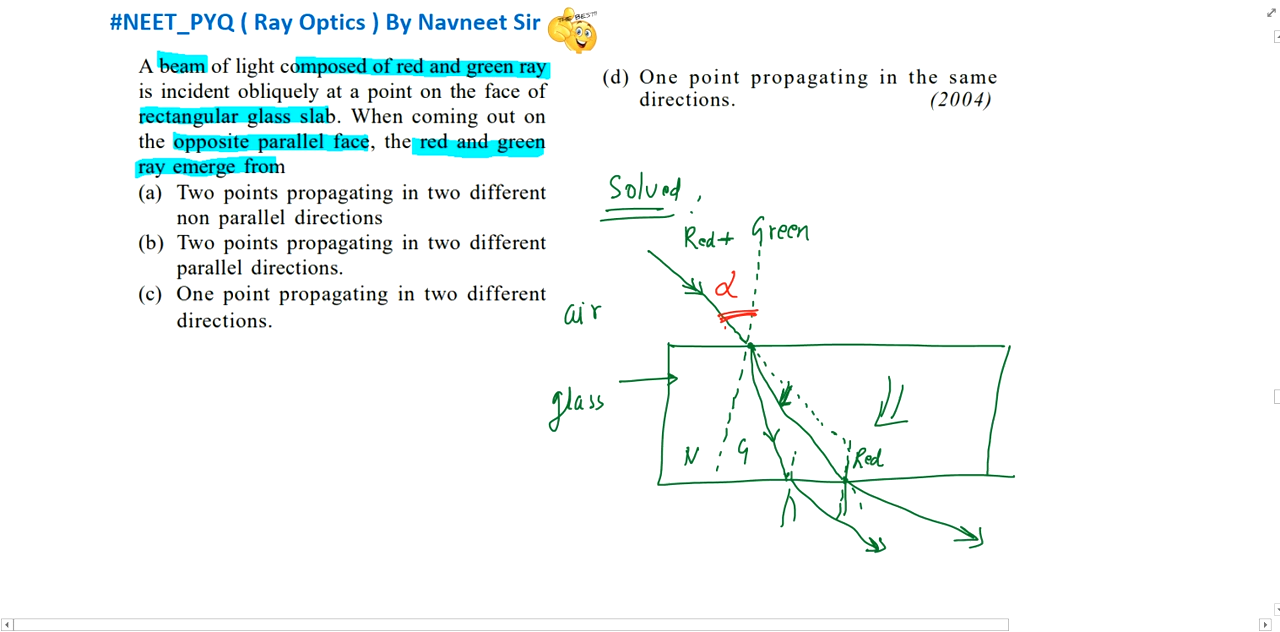 #NEET_PYQ ( Ray Optics ) By Navneet Sir
THE BEST!!!
A beam of light composed of red and green ray
is incident obliquely at a point on the face of
rectangular glass slab. When coming out on
the opposite parallel face, the red and green
ray emerge from
(a) Two points propagating in two different
non parallel directions
(b) Two points propagating in two different
parallel directions.
(c) One point propagating in two different
directions.
(d) One point propagating in the same
directions. (2004)
Solved,
Red + Green
α
air
glass
N G
Red